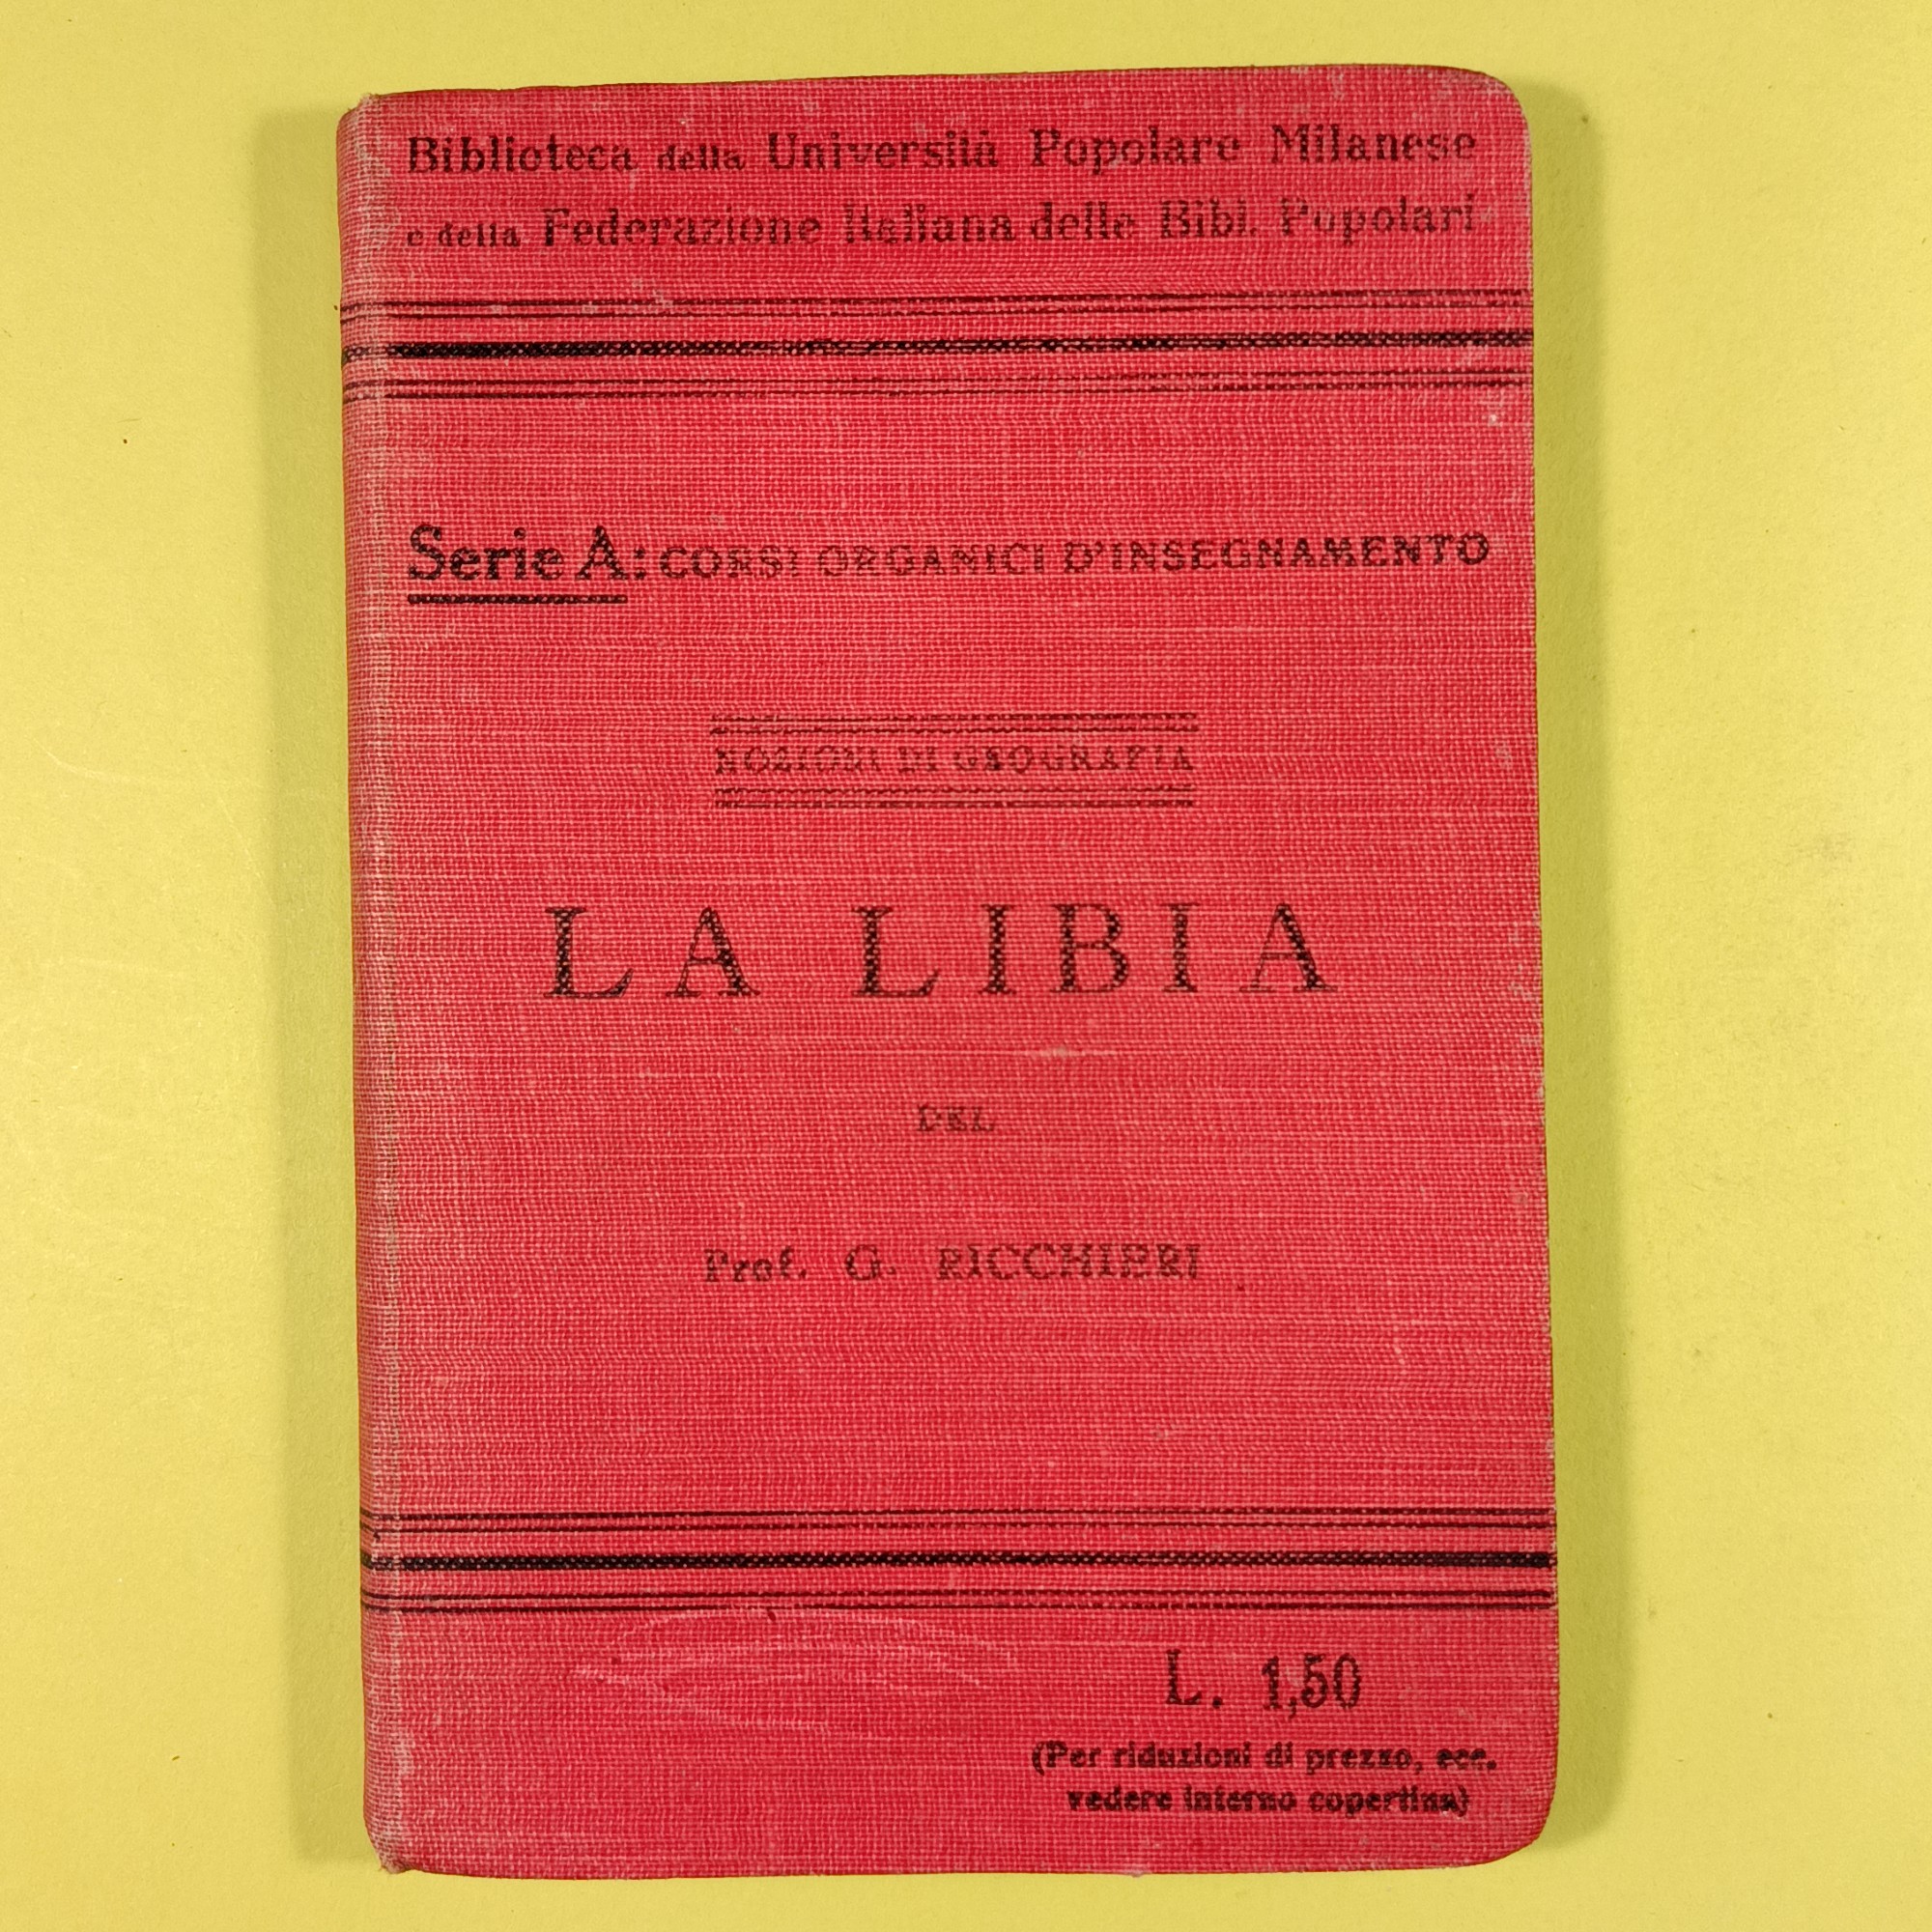 Biblioteca della Università Popolare Milanese
e della Federazione Italiana delle Bibl. Popolari
Serie A: CORSI ORGANICI D'INSEGNAMENTO
NOZIONI DI GEOGRAFIA
LA LIBIA
DEL
Prof. G. RICCHIERI
L. 1,50
(Per riduzioni di prezzo, ecc.
vedere interno copertina)